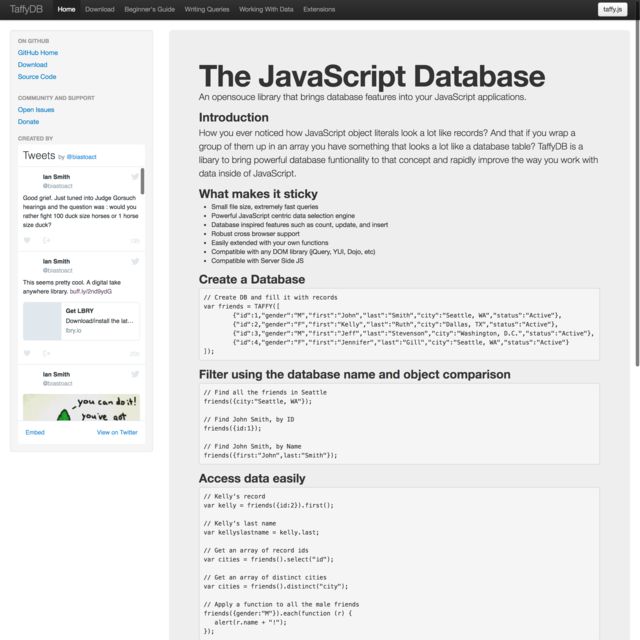 TaffyDB Home Download Beginner's Guide Writing Queries Working With Data Extensions taffy.js
ON GITHUB
GitHub Home
Download
Source Code
COMMUNITY AND SUPPORT
Open Issues
Donate
CREATED BY
Tweets by @biastoact
Ian Smith
@biastoact
Good grief. Just tuned into Judge Gorsuch
hearings and the question was : would you
rather fight 100 duck size horses or 1 horse
size duck?
Ian Smith
@biastoact
This seems pretty cool. A digital take
anywhere library. buff.ly/2nd9ydG
Get LBRY
Download/install the lat…
lbry.io
Ian Smith
@biastoact
you can do it!
you've got
Embed View on Twitter
The JavaScript Database
An opensouce library that brings database features into your JavaScript applications.
Introduction
How you ever noticed how JavaScript object literals look a lot like records? And that if you wrap a
group of them up in an array you have something that looks a lot like a database table? TaffyDB is a
libary to bring powerful database funtionality to that concept and rapidly improve the way you work with
data inside of JavaScript.
What makes it sticky
• Small file size, extremely fast queries
• Powerful JavaScript centric data selection engine
• Database inspired features such as count, update, and insert
• Robust cross browser support
• Easily extended with your own functions
• Compatible with any DOM library (jQuery, YUI, Dojo, etc)
• Compatible with Server Side JS
Create a Database
// Create DB and fill it with records
var friends = TAFFY([
{"id":1,"gender":"M","first":"John","last":"Smith","city":"Seattle, WA","status":"Active"},
{"id":2,"gender":"F","first":"Kelly","last":"Ruth","city":"Dallas, TX","status":"Active"},
{"id":3,"gender":"M","first":"Jeff","last":"Stevenson","city":"Washington, D.C.","status":"Active"},
{"id":4,"gender":"F","first":"Jennifer","last":"Gill","city":"Seattle, WA","status":"Active"}
]);
Filter using the database name and object comparison
// Find all the friends in Seattle
friends({city:"Seattle, WA"});
// Find John Smith, by ID
friends({id:1});
// Find John Smith, by Name
friends({first:"John",last:"Smith"});
Access data easily
// Kelly's record
var kelly = friends({id:2}).first();
// Kelly's last name
var kellyslastname = kelly.last;
// Get an array of record ids
var cities = friends().select("id");
// Get an array of distinct cities
var cities = friends().distinct("city");
// Apply a function to all the male friends
friends({gender:"M"}).each(function (r) {
alert(r.name + "!");
});